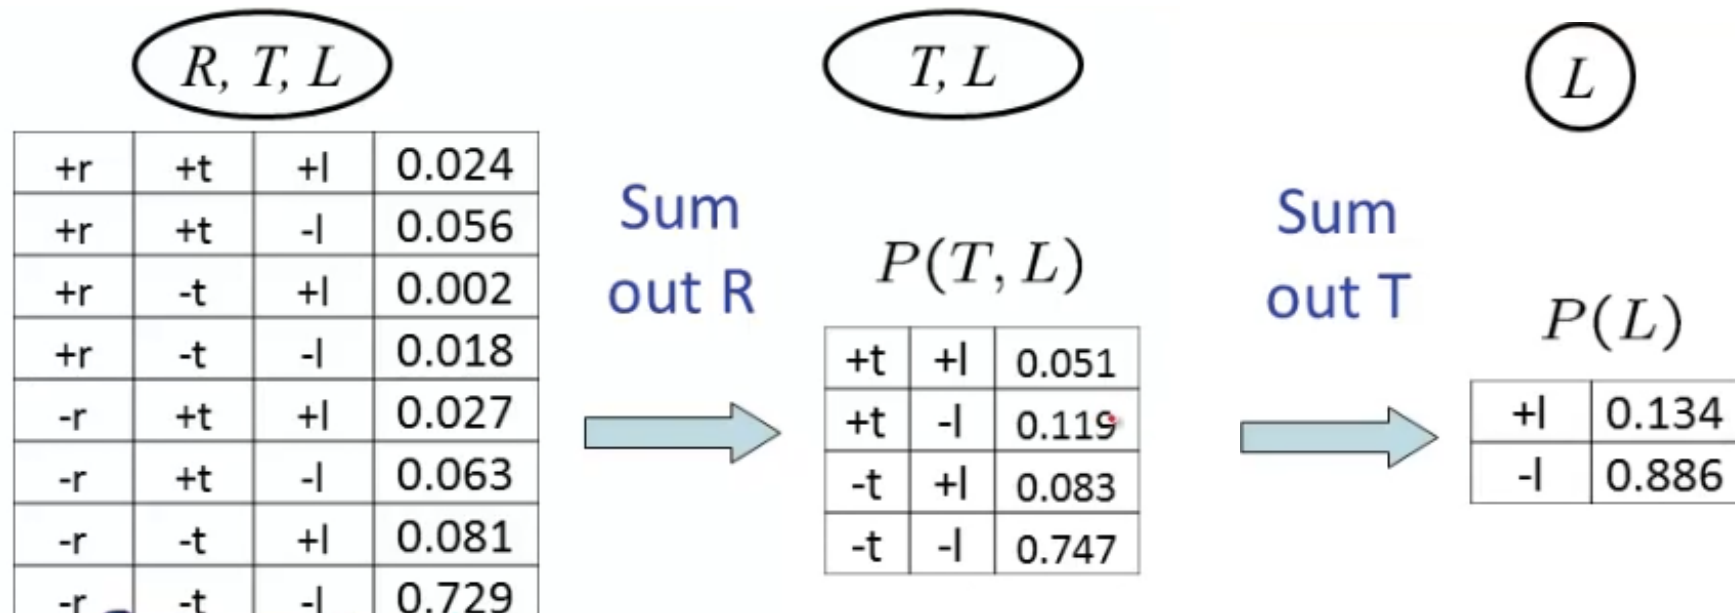 R, T, L
+r +t +l 0.024
+r +t -l 0.056
+r -t +l 0.002
+r -t -l 0.018
-r +t +l 0.027
-r +t -l 0.063
-r -t +l 0.081
-r -t -l 0.729
Sum
out R
T, L
P(T, L)
+t +l 0.051
+t -l 0.119
-t +l 0.083
-t -l 0.747
Sum
out T
L
P(L)
+l 0.134
-l 0.886